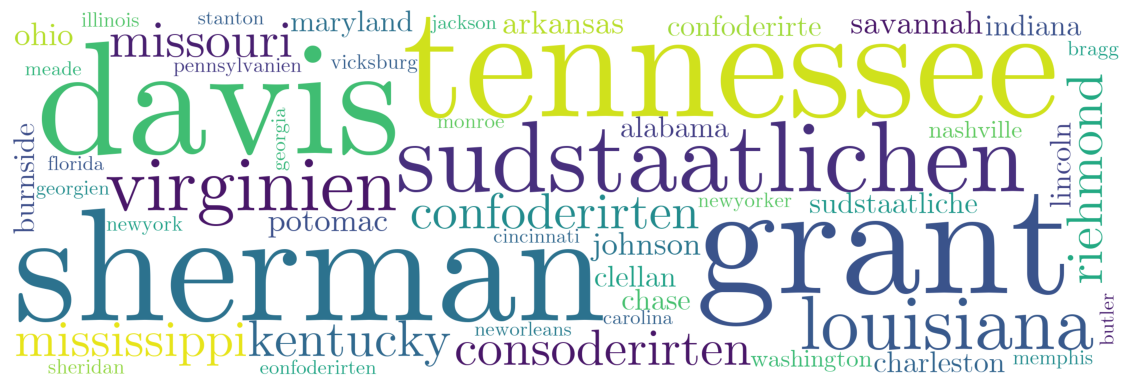 illinois stanton maryland jackson arkansas confoderirte savannah indiana
ohio missouri tennessee bragg
meade pennsylvanien vicksburg
davis georgia monroe alabama nashville
burnside florida virginien sudstaatlichen lincoln riehmond
georgien newyork potomac confoderirten newyorker sudstaatliche
sherman cincinnati johnson grant
clellan
chase
carolina louisiana butler
mississippi kentucky neworleans consoderirten washington charleston memphis
sheridan eonfoderirten